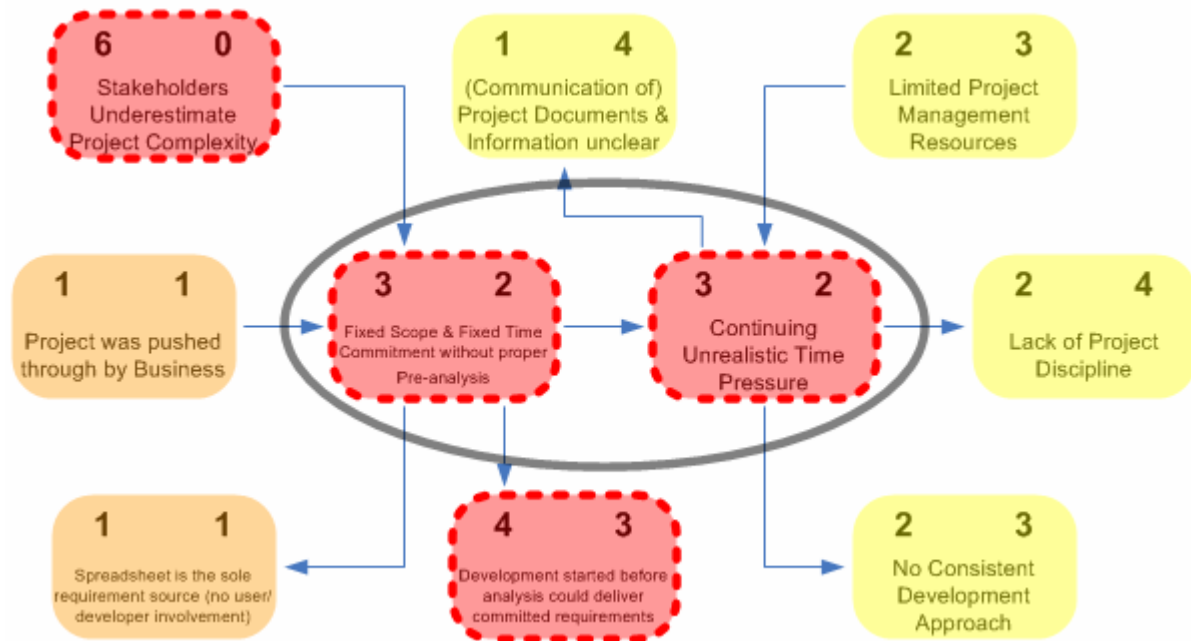 6 0
Stakeholders
Underestimate
Project Complexity
1 4
(Communication of)
Project Documents &
Information unclear
2 3
Limited Project
Management
Resources
1 1
Project was pushed
through by Business
3 2
Fixed Scope & Fixed Time
Commitment without proper
Pre-analysis
3 2
Continuing
Unrealistic Time
Pressure
2 4
Lack of Project
Discipline
1 1
Spreadsheet is the sole
requirement source (no user/
developer involvement)
4 3
Development started before
analysis could deliver
committed requirements
2 3
No Consistent
Development
Approach